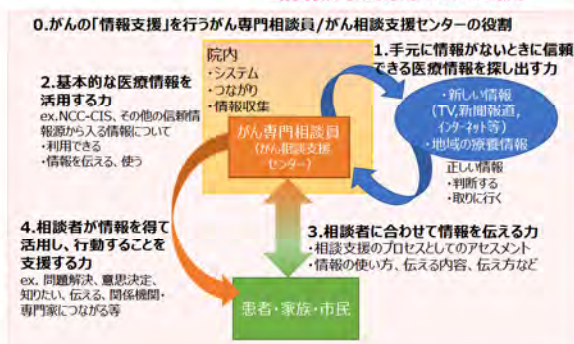 0.がんの「情報支援」を行うがん専門相談員/がん相談支援センターの役割
院内
・システム
・つながり
・情報収集
1.手元に情報がないときに信頼
できる医療情報を探し出す力
2.基本的な医療情報を
活用する力
ex.NCC-CIS、その他の信頼情
報源から入る情報について
・利用できる
・情報を伝える、使う
・新しい情報
(TV,新聞報道,
インターネット等)
・地域の療養情報
がん専門相談員
(がん相談支援
センター)
正しい情報
・判断する
・取りに行く
4.相談者が情報を得て
活用し、行動することを
支援する力
ex. 問題解決、意思決定、
知りたい、伝える、関係機関・
専門家につながる等
3.相談者に合わせて情報を伝える力
・相談支援のプロセスとしてのアセスメント
・情報の使い方、伝える内容、伝え方など
患者・家族・市民